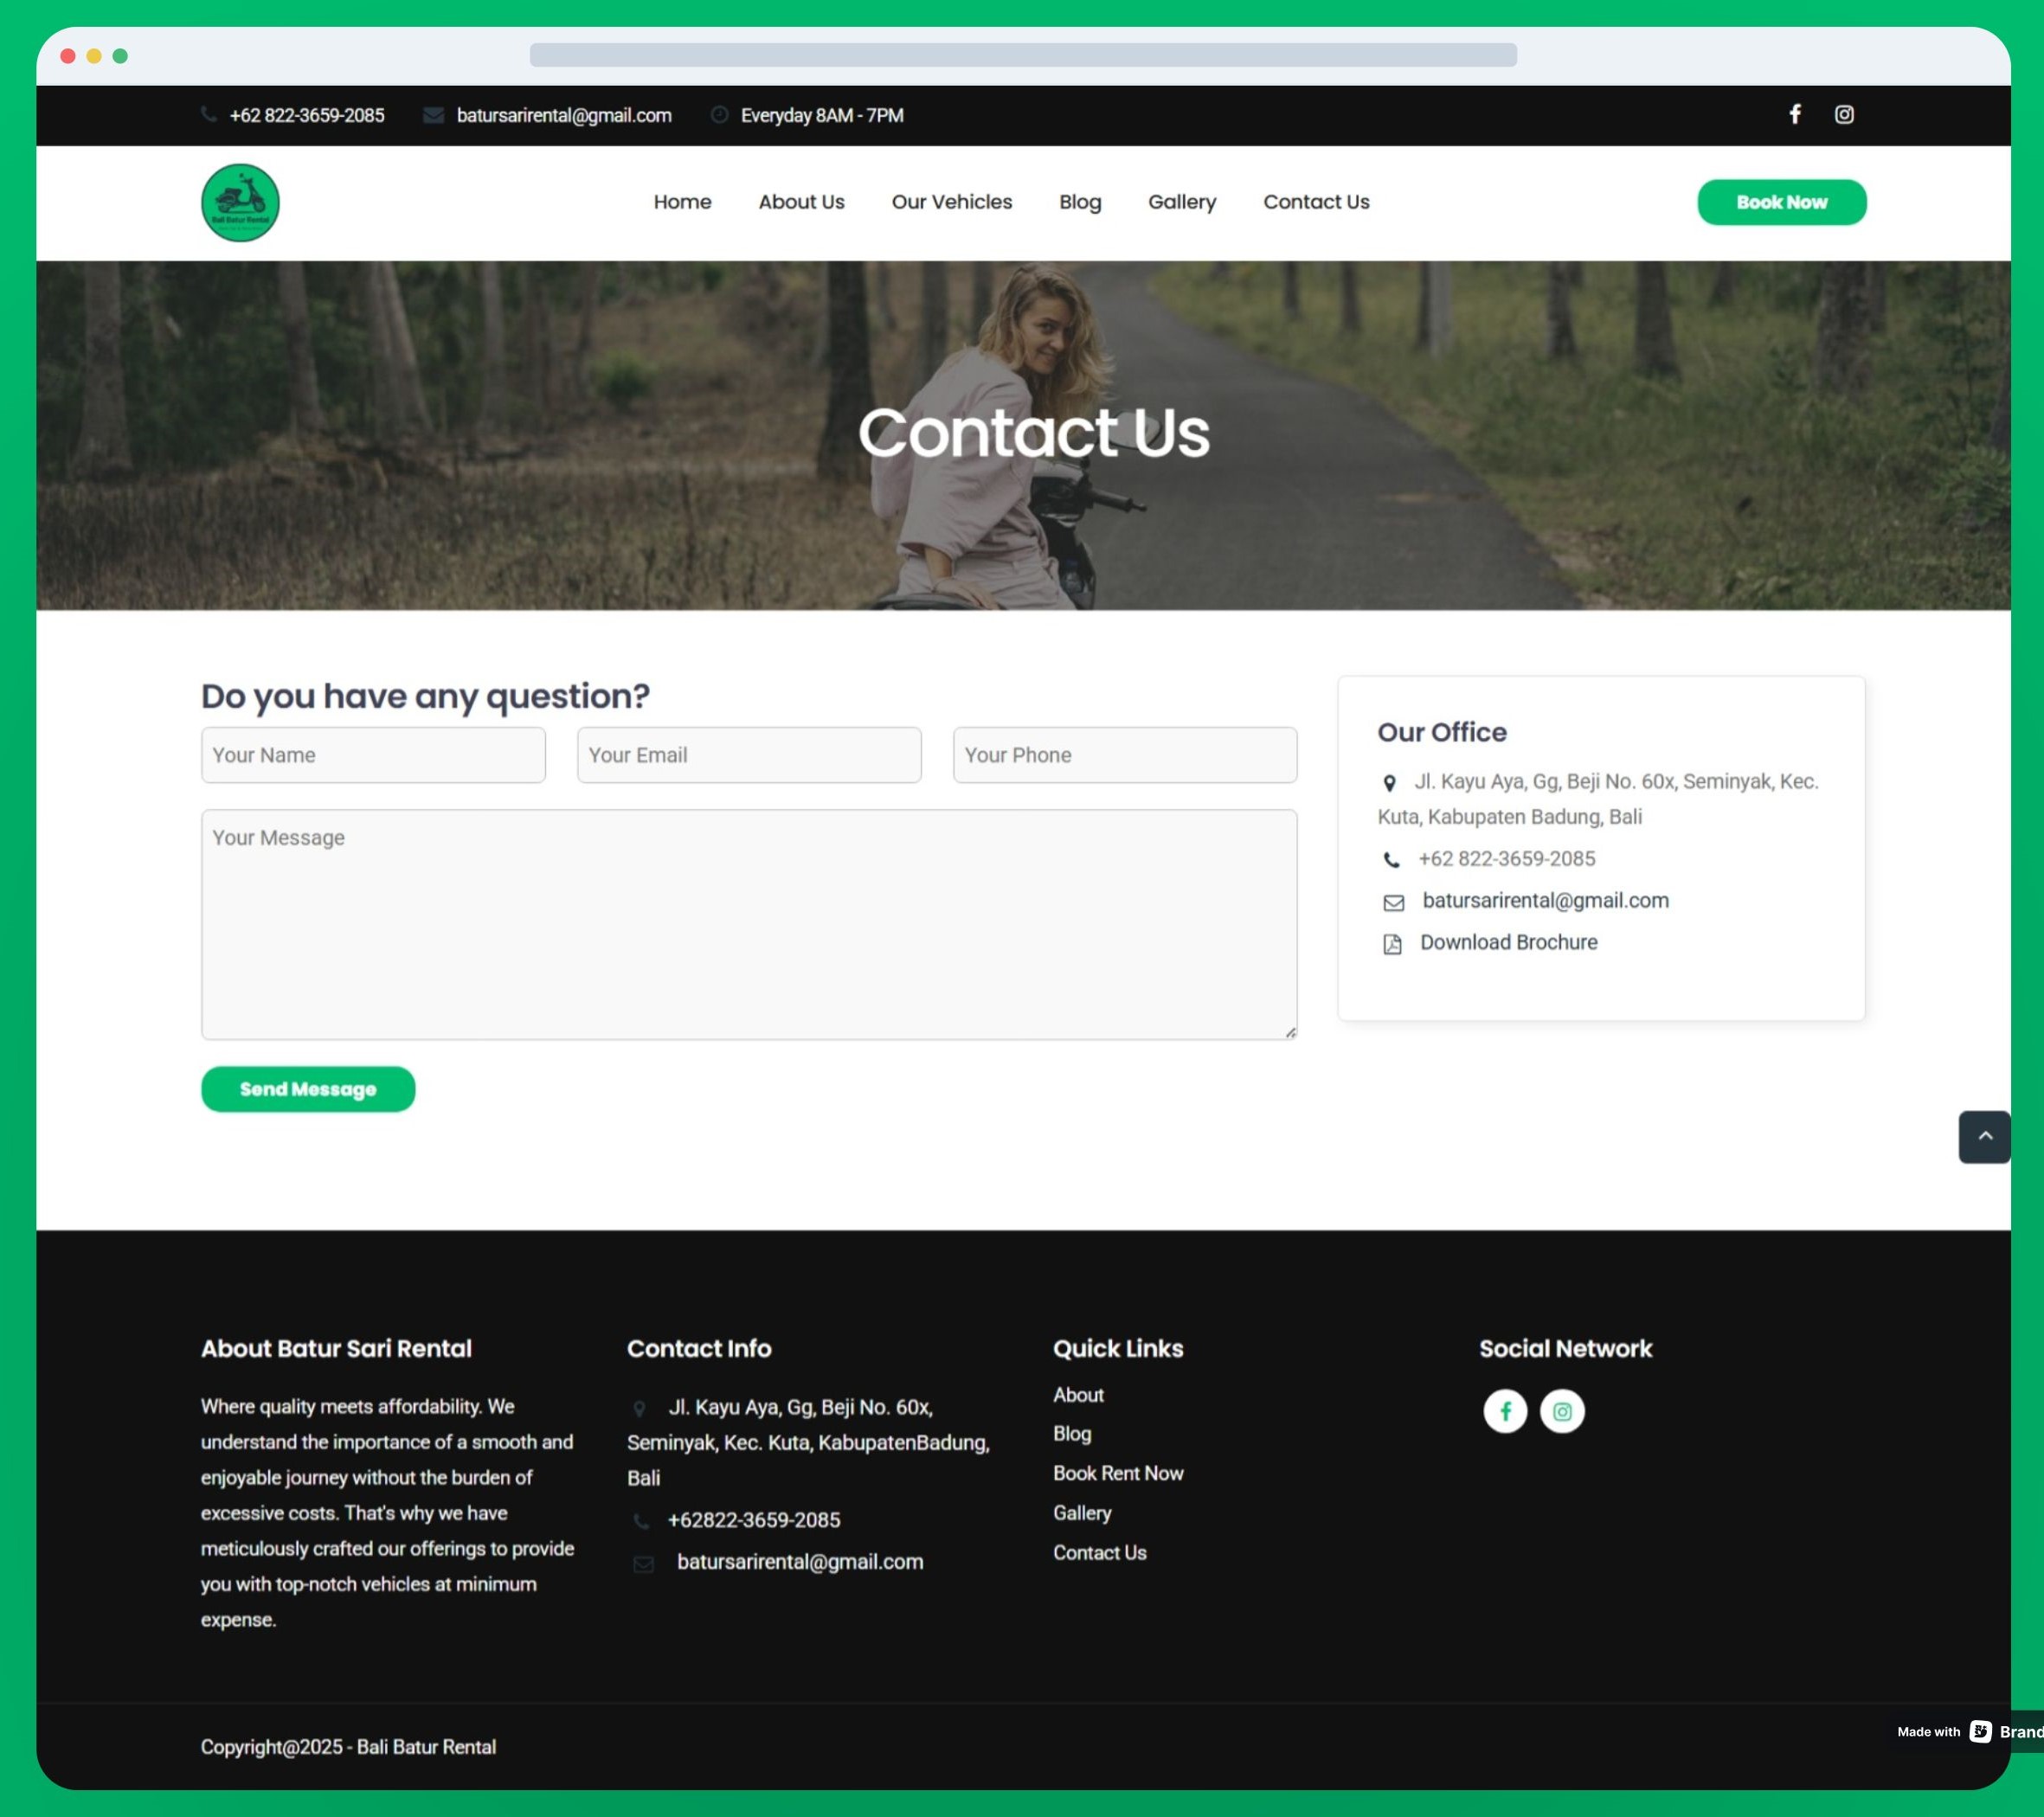 +62 822-3659-2085
batursarirental@gmail.com
Everyday 8AM - 7PM
Bali Batur Rental
Home
About Us
Our Vehicles
Blog
Gallery
Contact Us
Book Now
Contact Us
Do you have any question?
Your Name
Your Email
Your Phone
Your Message
Send Message
Our Office
Jl. Kayu Aya, Gg, Beji No. 60x, Seminyak, Kec.
Kuta, Kabupaten Badung, Bali
+62 822-3659-2085
batursarirental@gmail.com
Download Brochure
About Batur Sari Rental
Where quality meets affordability. We
understand the importance of a smooth and
enjoyable journey without the burden of
excessive costs. That's why we have
meticulously crafted our offerings to provide
you with top-notch vehicles at minimum
expense.
Contact Info
Jl. Kayu Aya, Gg, Beji No. 60x,
Seminyak, Kec. Kuta, KabupatenBadung,
Bali
+62822-3659-2085
batursarirental@gmail.com
Quick Links
About
Blog
Book Rent Now
Gallery
Contact Us
Social Network
Copyright@2025 - Bali Batur Rental
Made with Brand